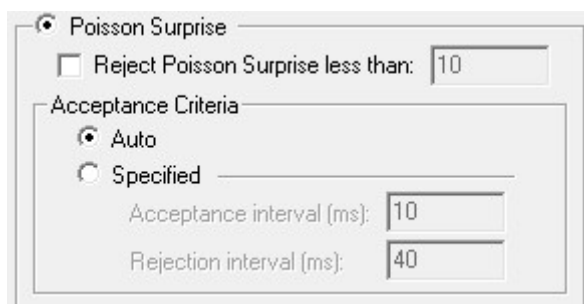 Poisson Surprise
Reject Poisson Surprise less than: 10
Acceptance Criteria
Auto
Specified
Acceptance interval (ms): 10
Rejection interval (ms): 40